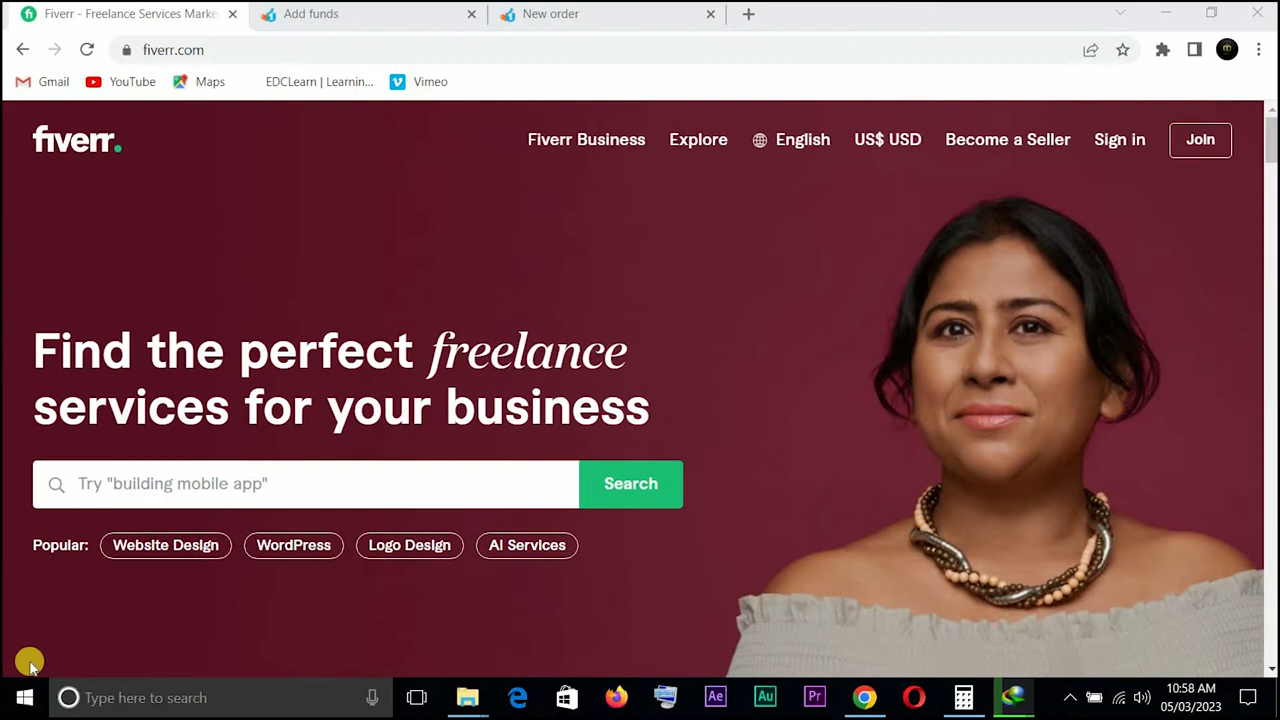 Fiverr - Freelance Services Marke
Add funds
New order
fiverr.com
Gmail
YouTube
Maps
EDCLearn | Learnin...
Vimeo
fiverr.
Fiverr Business
Explore
English
US$ USD
Become a Seller
Sign in
Join
Find the perfect freelance
services for your business
Try "building mobile app"
Search
Popular:
Website Design
WordPress
Logo Design
AI Services
Type here to search
Ae
Au
Pr
10:58 AM
05/03/2023